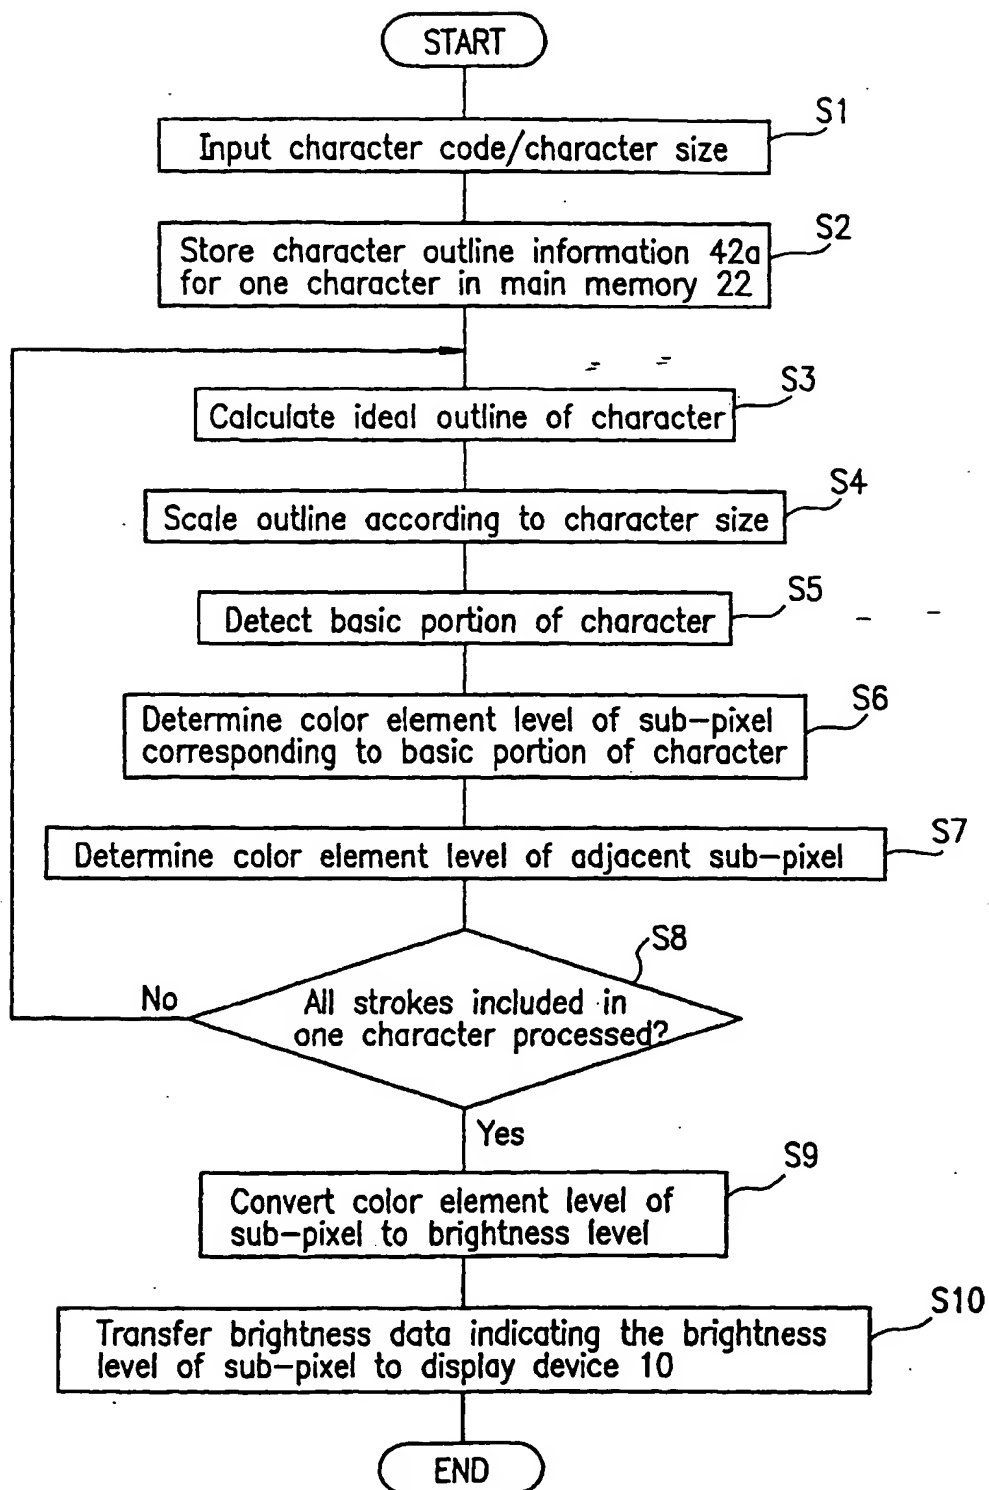 START
S1
Input character code/character size
S2
Store character outline information 42a
for one character in main memory 22
S3
Calculate ideal outline of character
S4
Scale outline according to character size
S5
Detect basic portion of character
S6
Determine color element level of sub-pixel
corresponding to basic portion of character
S7
Determine color element level of adjacent sub-pixel
S8
All strokes included in
one character processed?
No
Yes
S9
Convert color element level of
sub-pixel to brightness level
S10
Transfer brightness data indicating the brightness
level of sub-pixel to display device 10
END